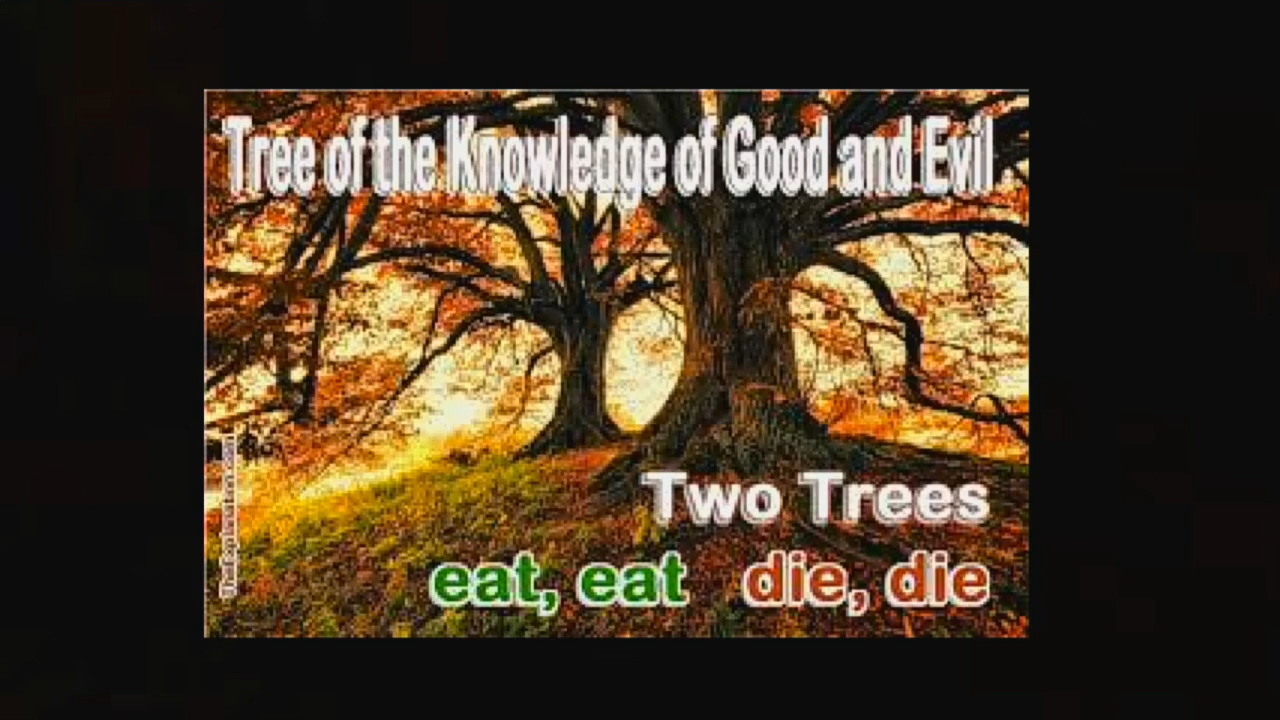 Tree of the Knowledge of Good and Evil
Two Trees
eat, eat die, die